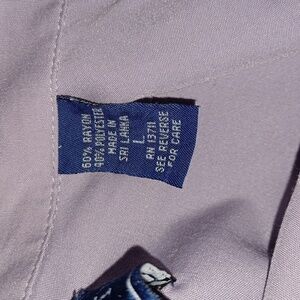 60% RAYON
40% POLYESTER
MADE IN
SRI LANKA
L
RN 13711
SEE REVERSE
FOR CARE